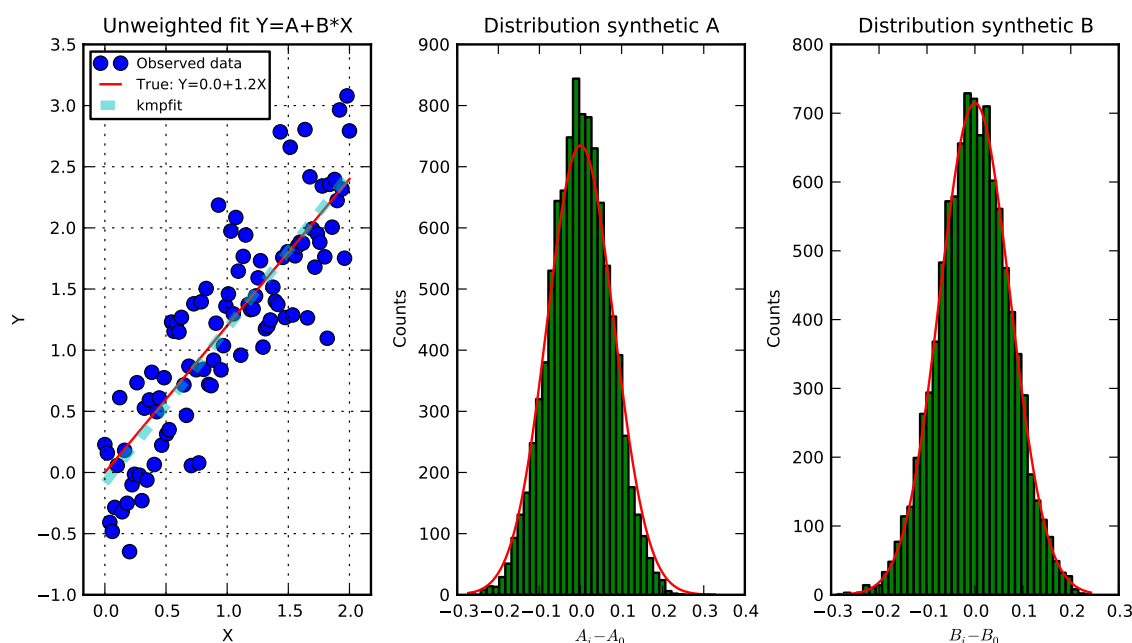 Unweighted fit Y=A+B*X
3.5
3.0
2.5
2.0
1.5
1.0
0.5
0.0
−0.5
−1.0
0.0 0.5 1.0 1.5 2.0
X
Y
Observed data
True: Y=0.0+1.2X
kmpfit
Distribution synthetic A
900
800
700
600
500
400
300
200
100
0
−0.3 −0.2 −0.1 0.0 0.1 0.2 0.3 0.4
Counts
A_i − A_0
Distribution synthetic B
800
700
600
500
400
300
200
100
0
−0.3 −0.2 −0.1 0.0 0.1 0.2 0.3
Counts
B_i − B_0